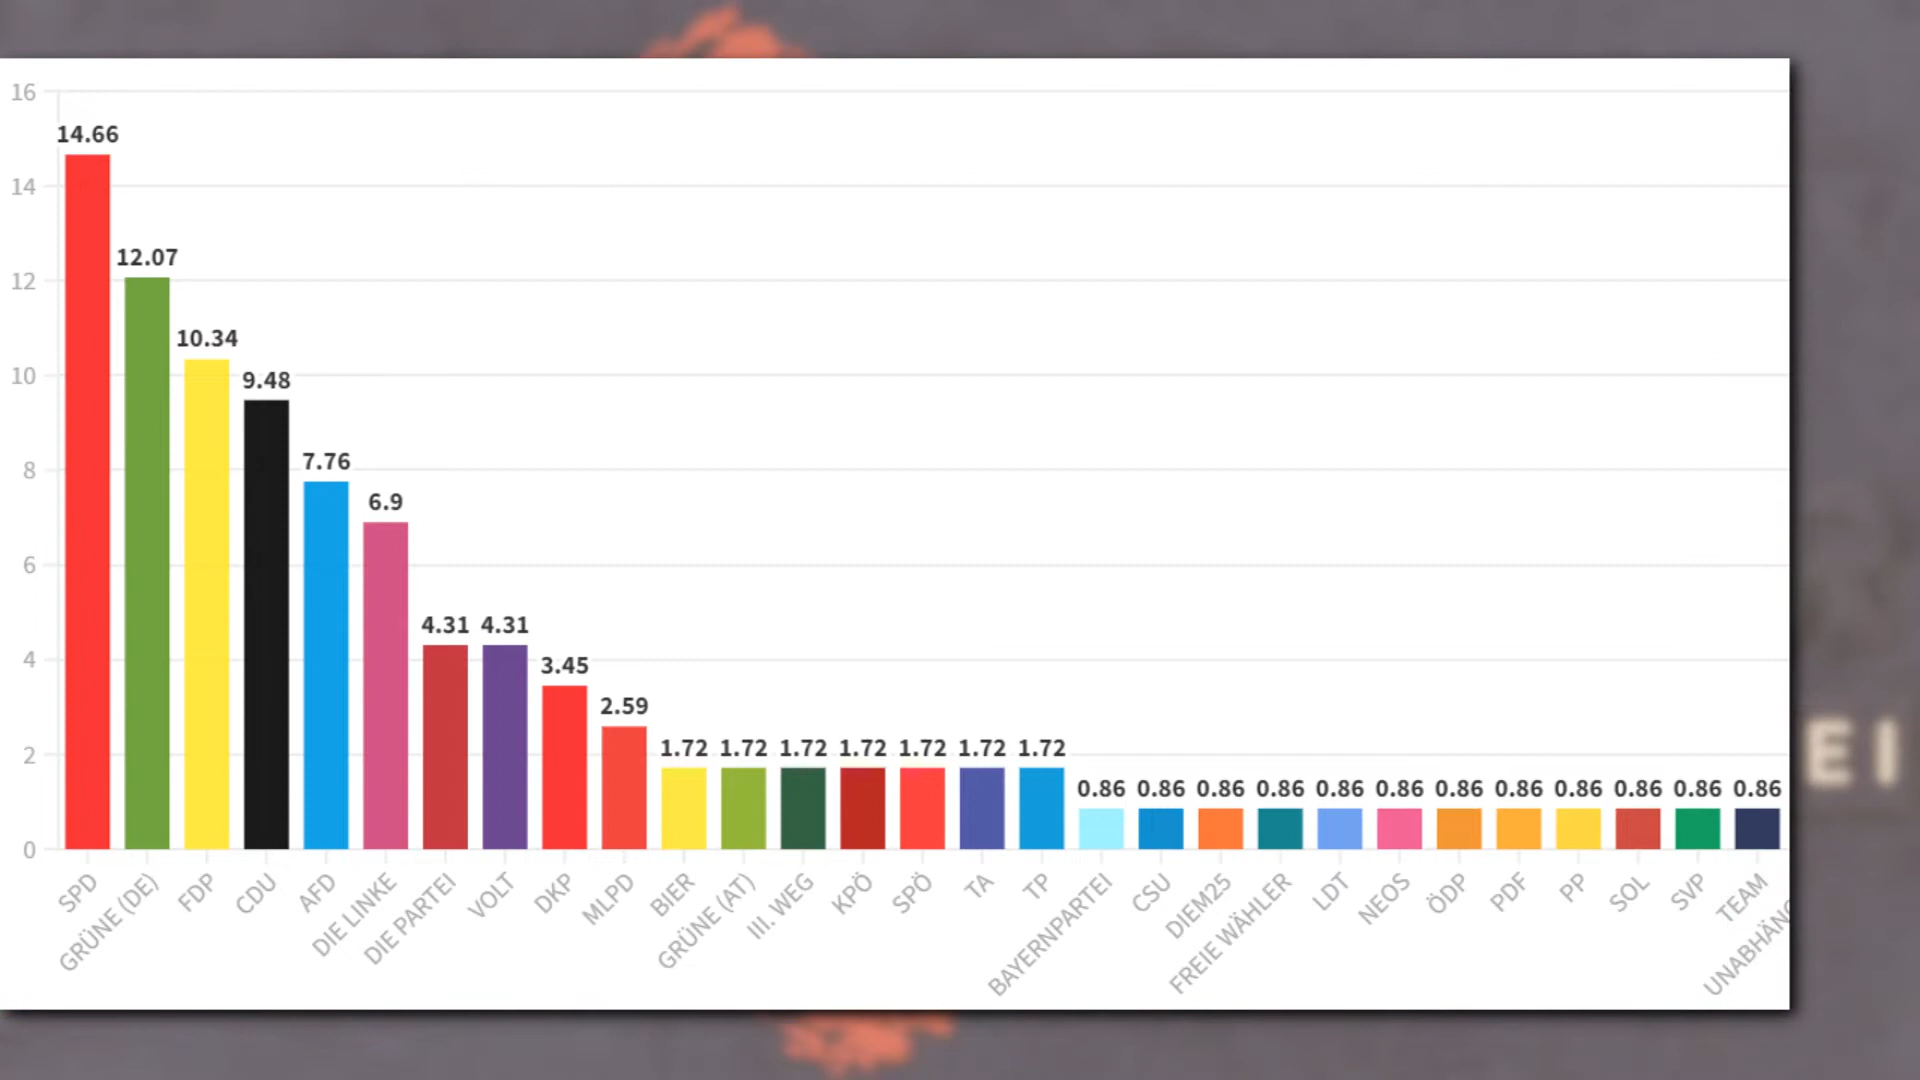 16
14
12
10
8
6
4
2
0
14.66
12.07
10.34
9.48
7.76
6.9
4.31
4.31
3.45
2.59
1.72
1.72
1.72
1.72
1.72
1.72
1.72
0.86
0.86
0.86
0.86
0.86
0.86
0.86
0.86
0.86
0.86
0.86
0.86
SPD
GRÜNE (DE)
FDP
CDU
AFD
DIE LINKE
DIE PARTEI
VOLT
DKP
MLPD
BIER
GRÜNE (AT)
III. WEG
KPÖ
SPÖ
TA
TP
BAYERNPARTEI
CSU
DIEM25
FREIE WÄHLER
LDT
NEOS
ÖDP
PDF
PP
SOL
SVP
TEAM
EI